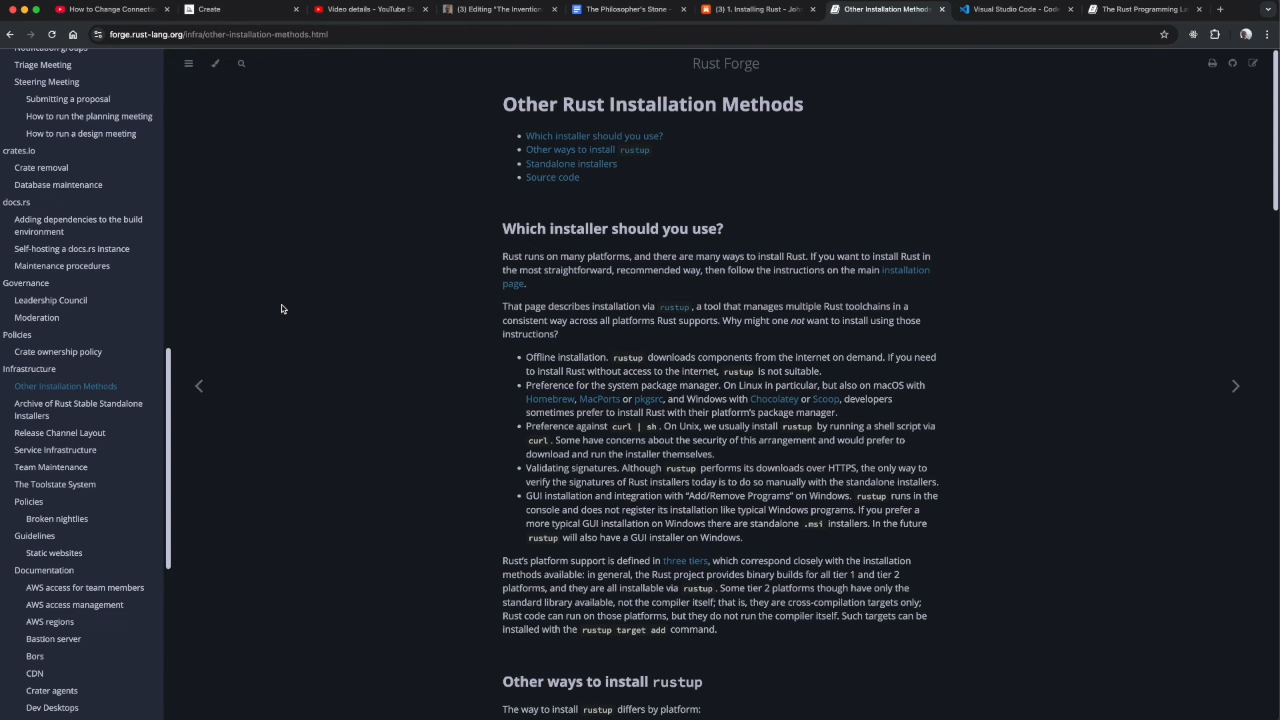 How to Change Connectio
Create
Video details - YouTube S
(3) Editing "The Invention
The Philosopher's Stone -
(3) 1. Installing Rust - Joh
Other Installation Methods
Visual Studio Code - Code
The Rust Programming La
forge.rust-lang.org/infra/other-installation-methods.html
Notification groups
Triage Meeting
Steering Meeting
Submitting a proposal
How to run the planning meeting
How to run a design meeting
crates.io
Crate removal
Database maintenance
docs.rs
Adding dependencies to the build
environment
Self-hosting a docs.rs instance
Maintenance procedures
Governance
Leadership Council
Moderation
Policies
Crate ownership policy
Infrastructure
Other Installation Methods
Archive of Rust Stable Standalone
Installers
Release Channel Layout
Service Infrastructure
Team Maintenance
The Toolstate System
Policies
Broken nightlies
Guidelines
Static websites
Documentation
AWS access for team members
AWS access management
AWS regions
Bastion server
Bors
CDN
Crater agents
Dev Desktops
Rust Forge
Other Rust Installation Methods
• Which installer should you use?
• Other ways to install rustup
• Standalone installers
• Source code
Which installer should you use?
Rust runs on many platforms, and there are many ways to install Rust. If you want to install Rust in
the most straightforward, recommended way, then follow the instructions on the main installation
page.
That page describes installation via rustup, a tool that manages multiple Rust toolchains in a
consistent way across all platforms Rust supports. Why might one not want to install using those
instructions?
• Offline installation. rustup downloads components from the internet on demand. If you need
to install Rust without access to the internet, rustup is not suitable.
• Preference for the system package manager. On Linux in particular, but also on macOS with
Homebrew, MacPorts or pkgsrc, and Windows with Chocolatey or Scoop, developers
sometimes prefer to install Rust with their platform's package manager.
• Preference against curl | sh. On Unix, we usually install rustup by running a shell script via
curl. Some have concerns about the security of this arrangement and would prefer to
download and run the installer themselves.
• Validating signatures. Although rustup performs its downloads over HTTPS, the only way to
verify the signatures of Rust installers today is to do so manually with the standalone installers.
• GUI installation and integration with "Add/Remove Programs" on Windows. rustup runs in the
console and does not register its installation like typical Windows programs. If you prefer a
more typical GUI installation on Windows there are standalone .msi installers. In the future
rustup will also have a GUI installer on Windows.
Rust's platform support is defined in three tiers, which correspond closely with the installation
methods available: in general, the Rust project provides binary builds for all tier 1 and tier 2
platforms, and they are all installable via rustup. Some tier 2 platforms though have only the
standard library available, not the compiler itself; that is, they are cross-compilation targets only;
Rust code can run on those platforms, but they do not run the compiler itself. Such targets can be
installed with the rustup target add command.
Other ways to install rustup
The way to install rustup differs by platform: